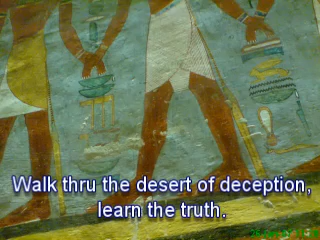 Walk thru the desert of deception,
learn the truth.